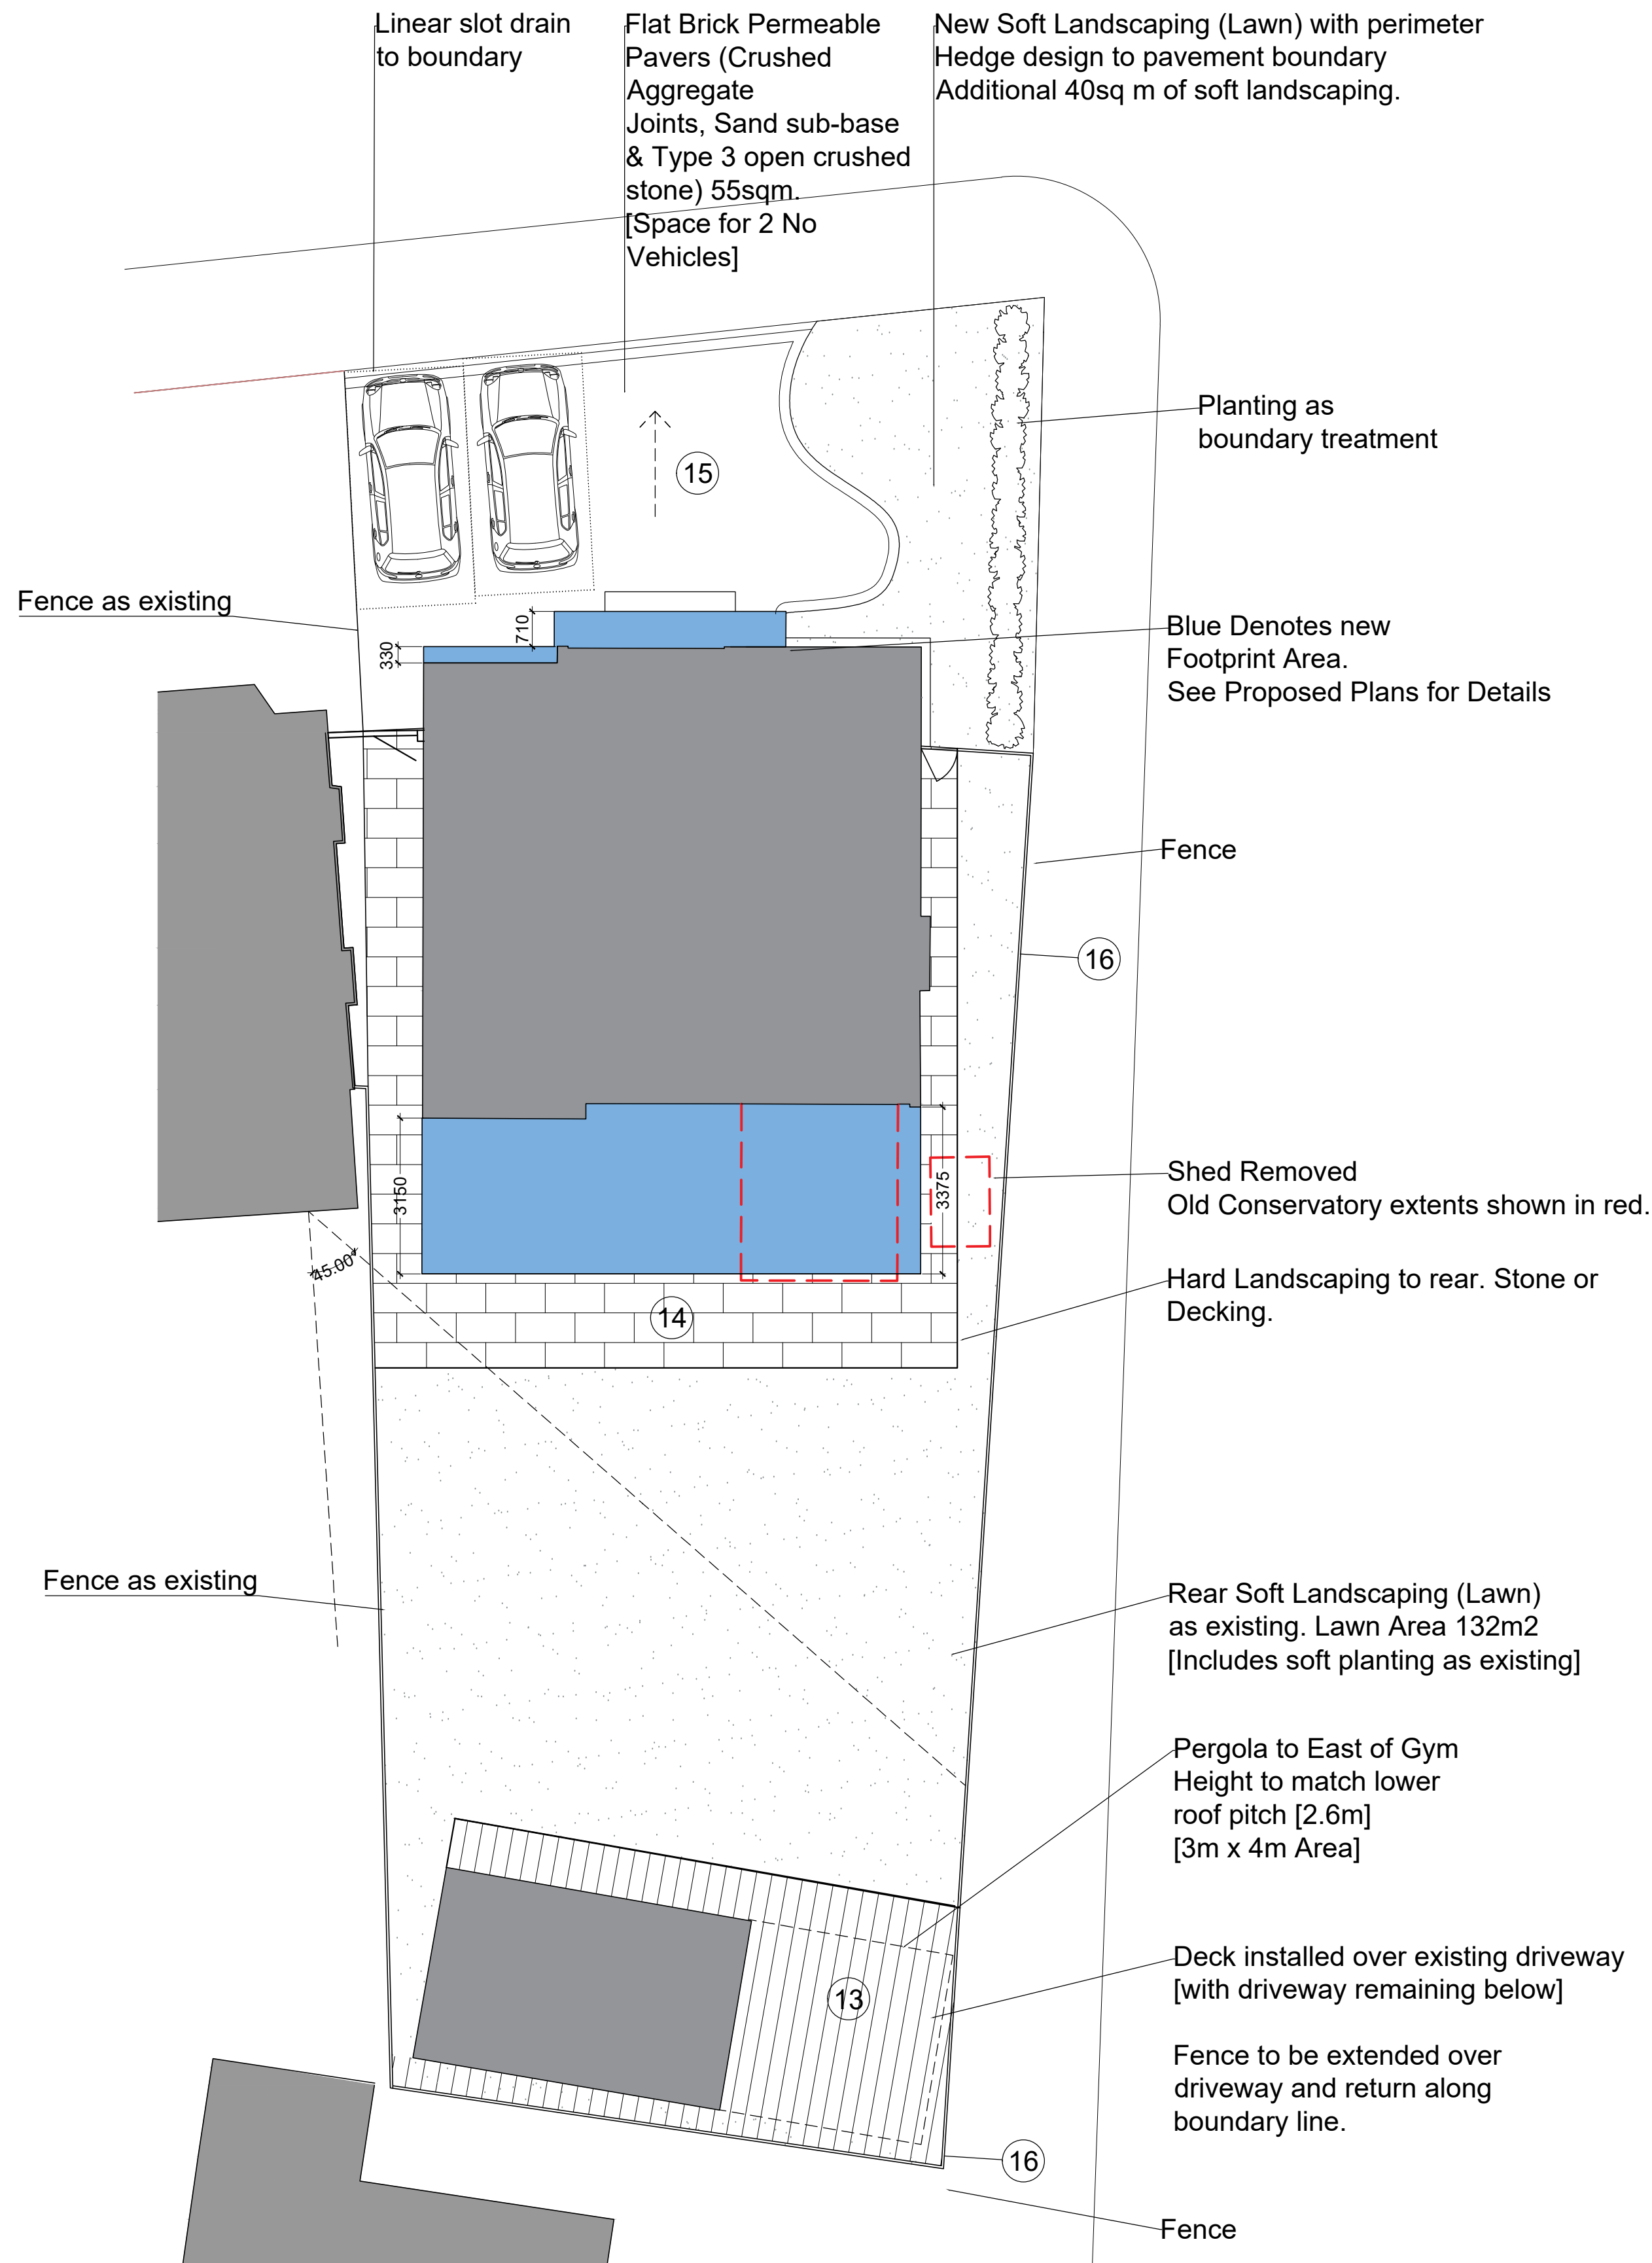 Linear slot drain
to boundary
Flat Brick Permeable
Pavers (Crushed
Aggregate
Joints, Sand sub-base
& Type 3 open crushed
stone) 55sqm.
[Space for 2 No
Vehicles]
New Soft Landscaping (Lawn) with perimeter
Hedge design to pavement boundary
Additional 40sq m of soft landscaping.
Planting as
boundary treatment
15
Fence as existing
710
330
Blue Denotes new
Footprint Area.
See Proposed Plans for Details
Fence
16
3150
3375
Shed Removed
Old Conservatory extents shown in red.
45.00°
Hard Landscaping to rear. Stone or
Decking.
14
Fence as existing
Rear Soft Landscaping (Lawn)
as existing. Lawn Area 132m2
[Includes soft planting as existing]
Pergola to East of Gym
Height to match lower
roof pitch [2.6m]
[3m x 4m Area]
13
Deck installed over existing driveway
[with driveway remaining below]
Fence to be extended over
driveway and return along
boundary line.
16
Fence